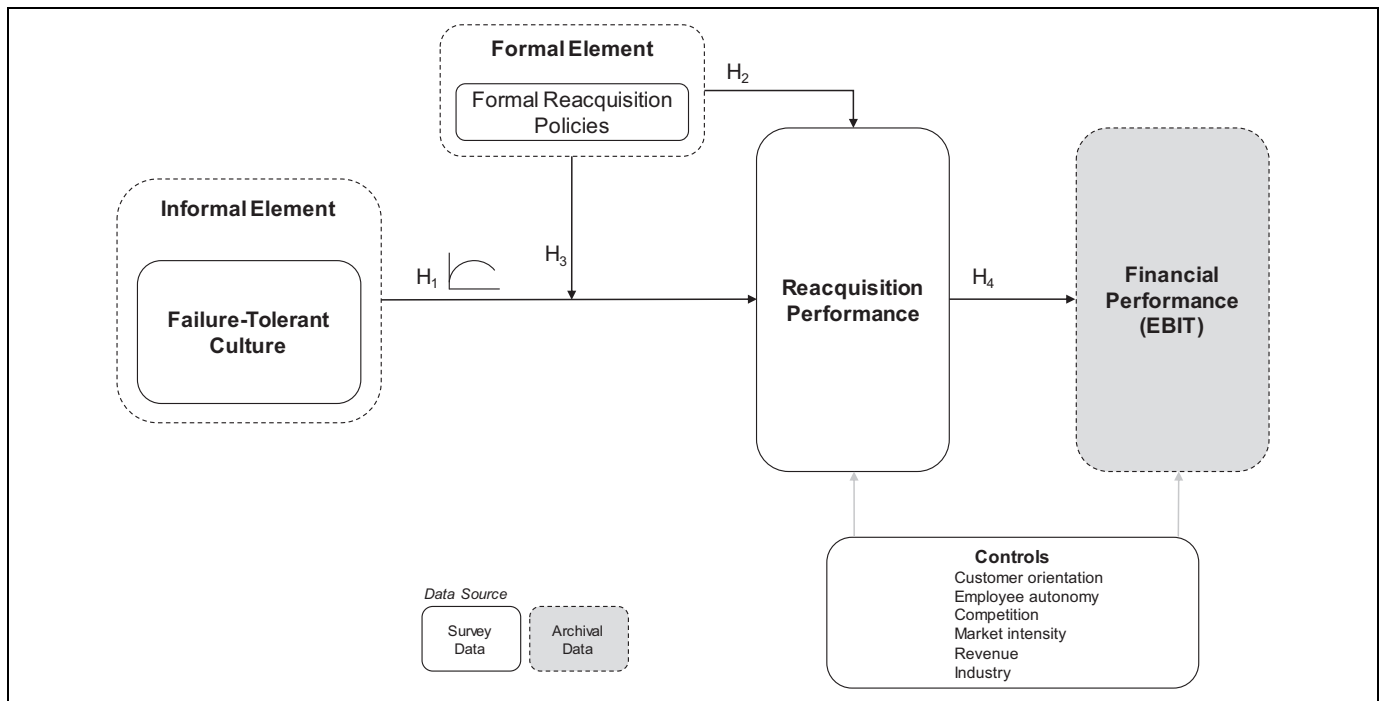 Formal Element
Formal Reacquisition
Policies
H2
Informal Element
Failure-Tolerant
Culture
H1
H3
Reacquisition
Performance
H4
Financial
Performance
(EBIT)
Controls
Customer orientation
Employee autonomy
Competition
Market intensity
Revenue
Industry
Data Source
Survey
Data
Archival
Data